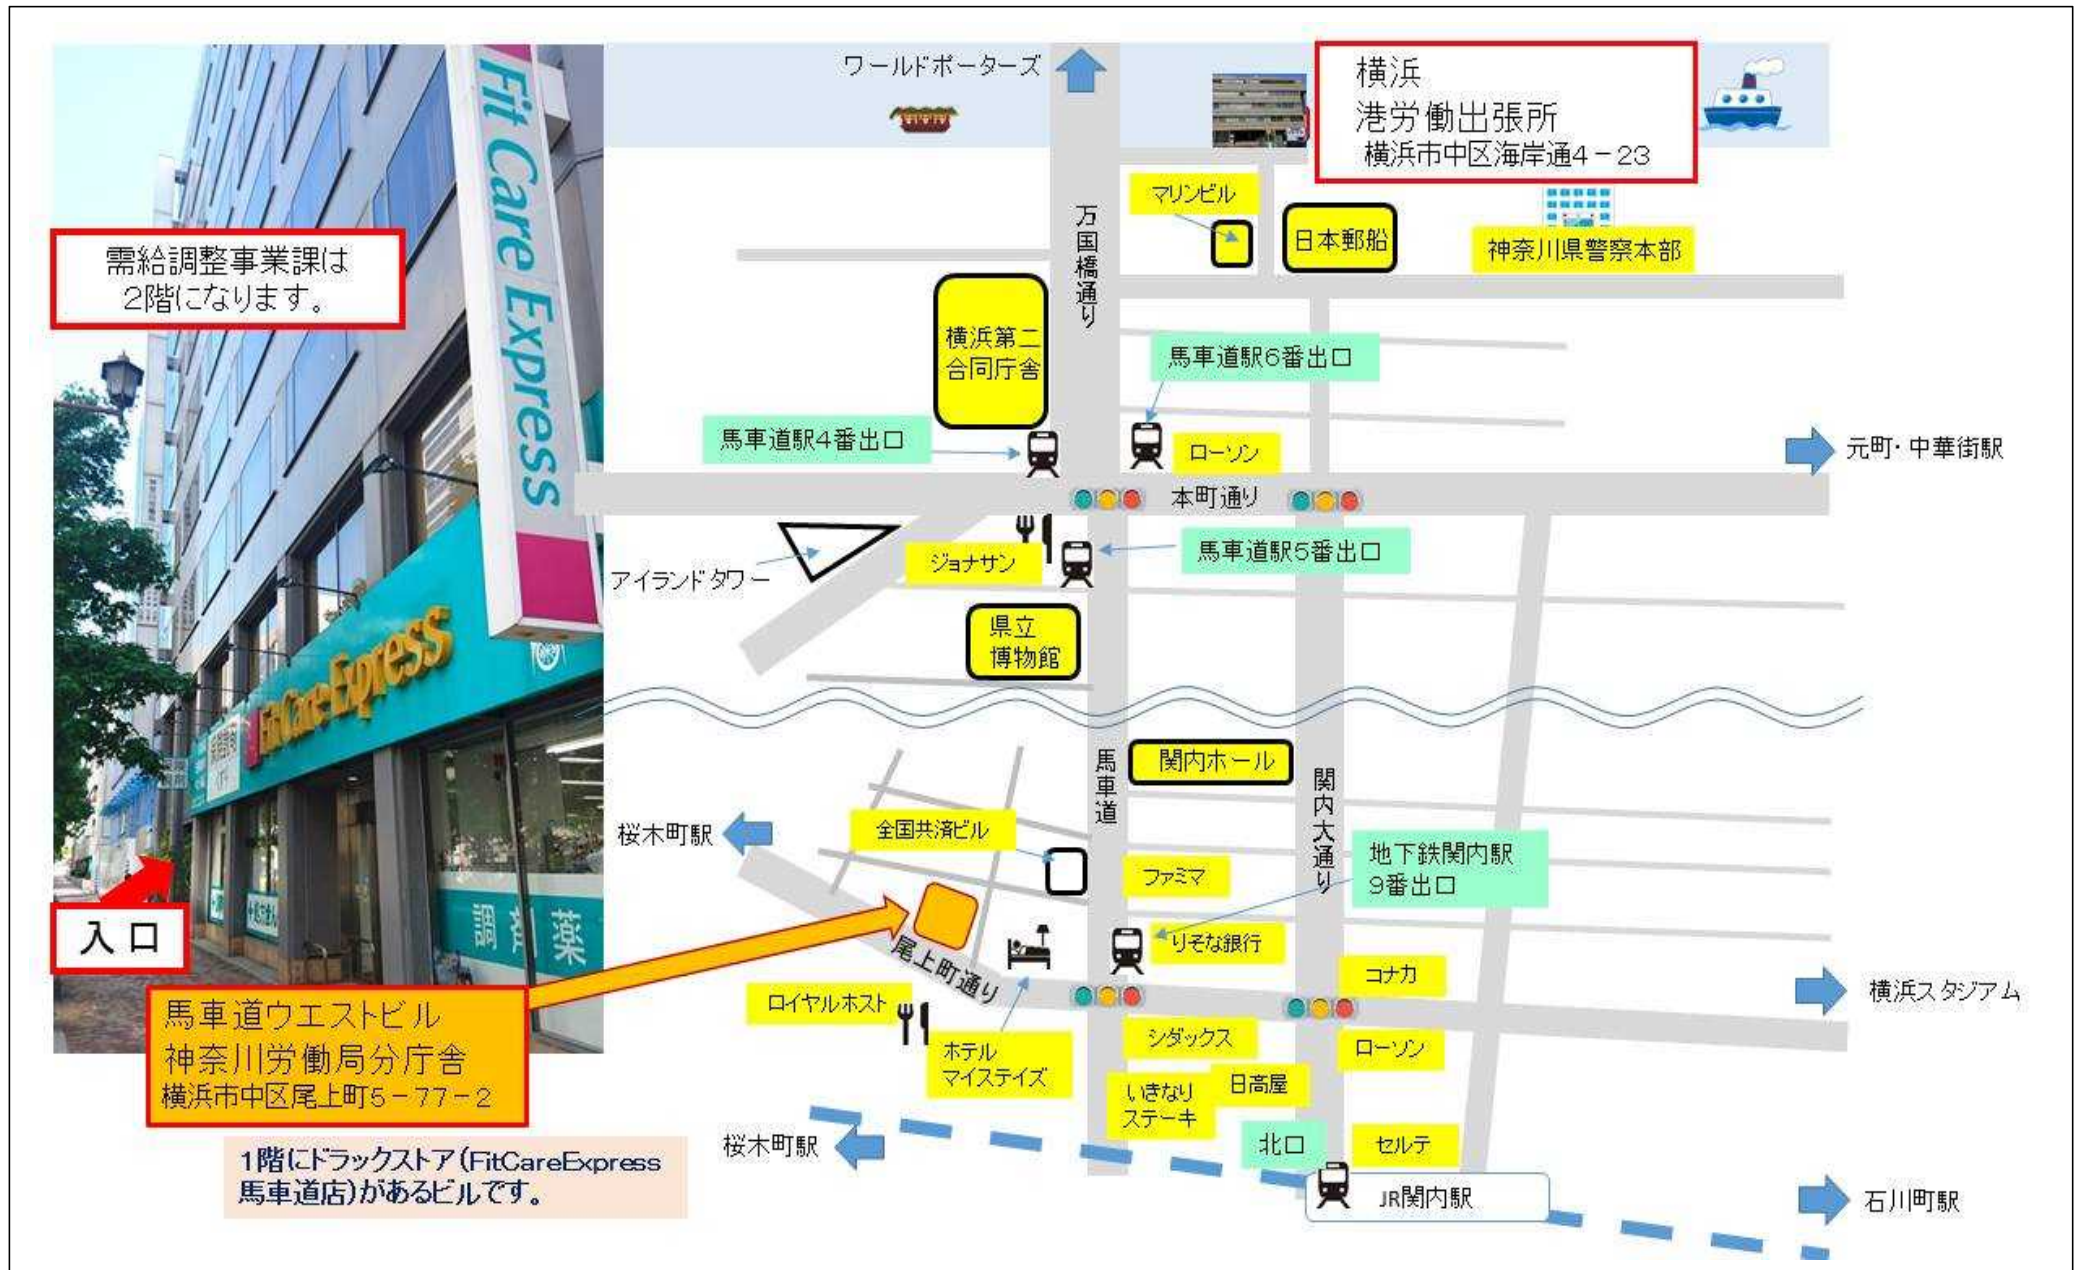 ワールドポーターズ
横浜
港労働出張所
横浜市中区海岸通4－23
Fit Care Express
需給調整事業課は
2階になります。
マリンビル
万国橋通り
日本郵船
神奈川県警察本部
横浜第二
合同庁舎
馬車道駅6番出口
馬車道駅4番出口
ローソン
元町・中華街駅
本町通り
アイランドタワー
ジョナサン
馬車道駅5番出口
県立
博物館
FitCareExpress
馬車道
関内ホール
関内大通り
桜木町駅
全国共済ビル
ファミマ
地下鉄関内駅
9番出口
入口
調剤薬
尾上町通り
りそな銀行
コナカ
横浜スタジアム
ロイヤルホスト
馬車道ウエストビル
神奈川労働局分庁舎
横浜市中区尾上町5－77－2
ホテル
マイステイズ
シダックス
ローソン
いきなり
ステーキ
日高屋
桜木町駅
北口
セルテ
1階にドラックストア(FitCareExpress
馬車道店)があるビルです。
JR関内駅
石川町駅